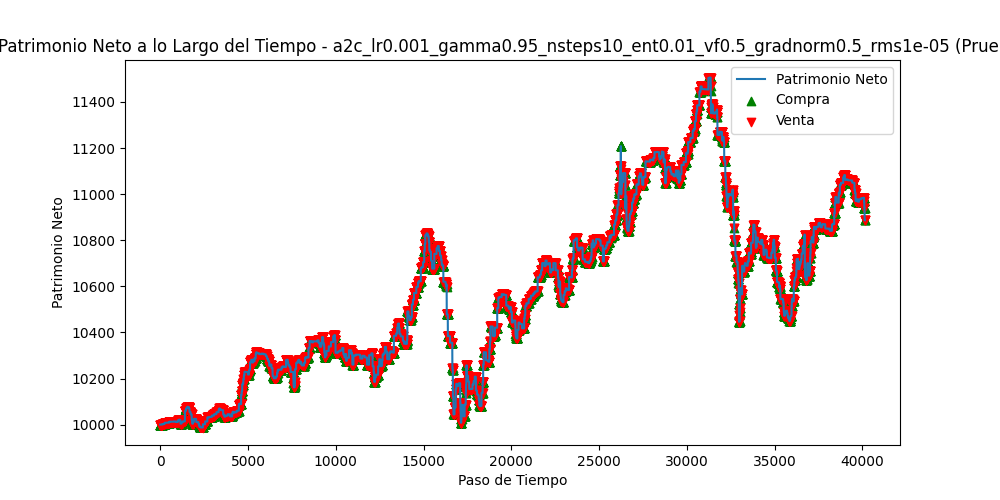 Patrimonio Neto a lo Largo del Tiempo - a2c_lr0.001_gamma0.95_nsteps10_ent0.01_vf0.5_gradnorm0.5_rms1e-05 (Prue
Patrimonio Neto
Compra
Venta
11400
11200
11000
10800
10600
10400
10200
10000
Patrimonio Neto
0 5000 10000 15000 20000 25000 30000 35000 40000
Paso de Tiempo